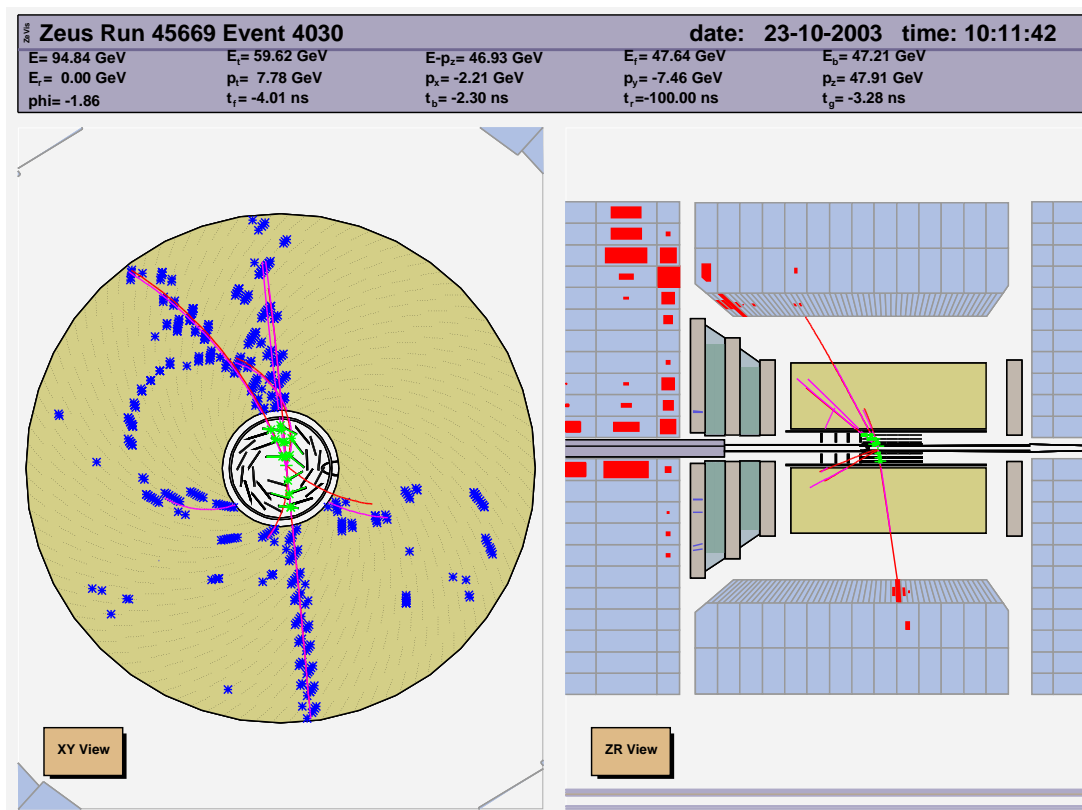 ZeVis
Zeus Run 45669 Event 4030 date: 23-10-2003 time: 10:11:42
E= 94.84 GeV Et= 59.62 GeV E-pz= 46.93 GeV Ef= 47.64 GeV Eb= 47.21 GeV
Er= 0.00 GeV pt= 7.78 GeV px= -2.21 GeV py= -7.46 GeV pz= 47.91 GeV
phi= -1.86 tf= -4.01 ns tb= -2.30 ns tr=-100.00 ns tg= -3.28 ns
XY View
ZR View